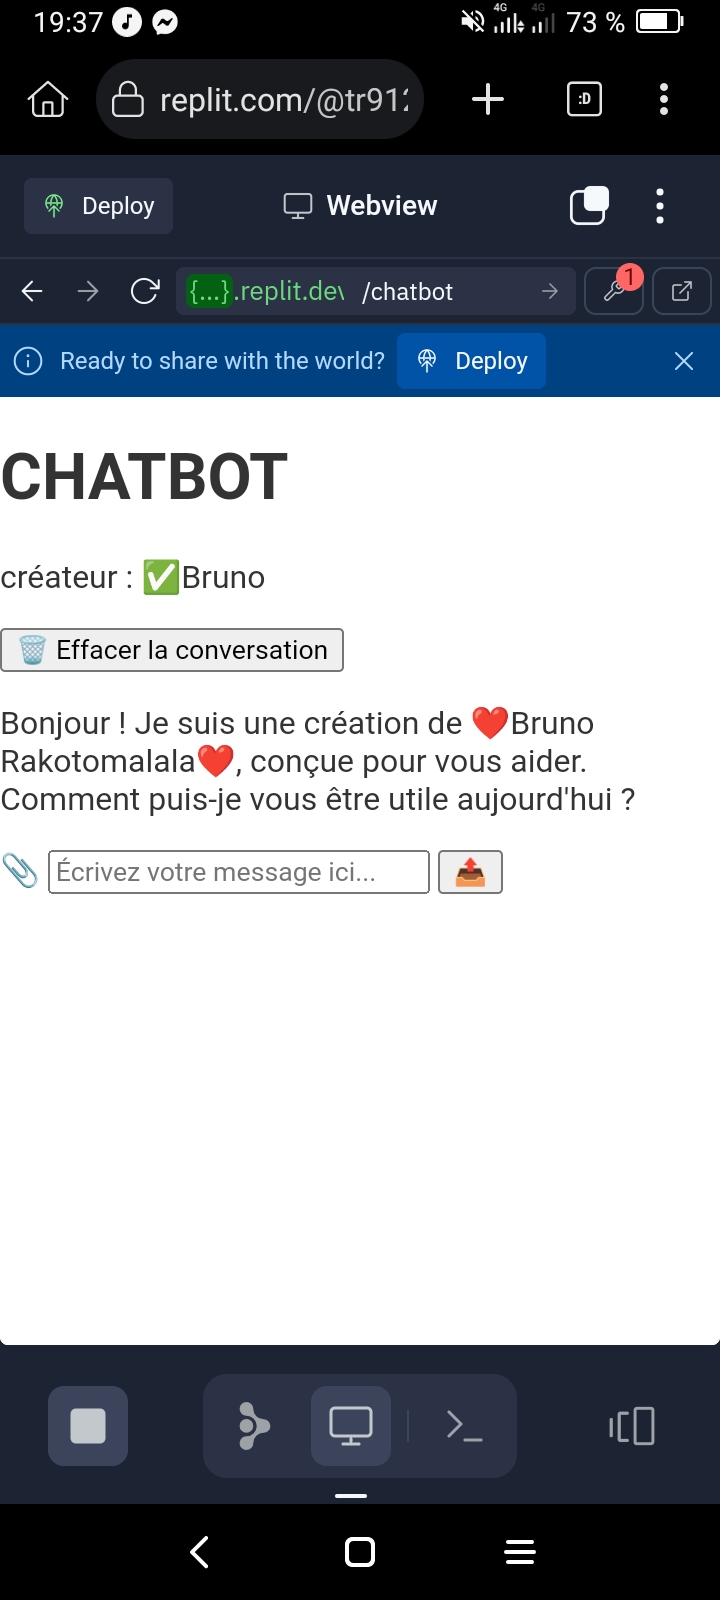 19:37 4G 4G 73 %
replit.com/@tr912
:D
Deploy Webview
{...}.replit.dev /chatbot 1
Ready to share with the world? Deploy
CHATBOT
créateur : ✅Bruno
🗑️ Effacer la conversation
Bonjour ! Je suis une création de ❤️Bruno
Rakotomalala❤️, conçue pour vous aider.
Comment puis-je vous être utile aujourd'hui ?
📎 Écrivez votre message ici... 📤